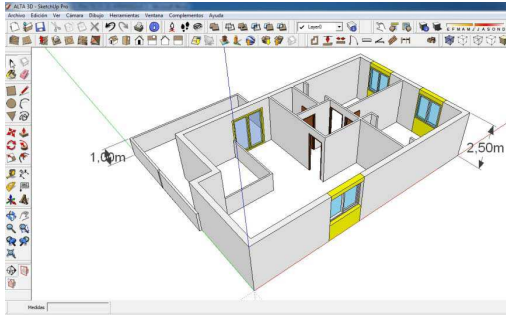 ALTA 3D - SketchUp Pro
Archivo Edición Ver Cámara Dibujo Herramientas Ventana Complementos Ayuda
Layer0
E F M A M J J A S O N D
1,00m
2,50m
Medidas